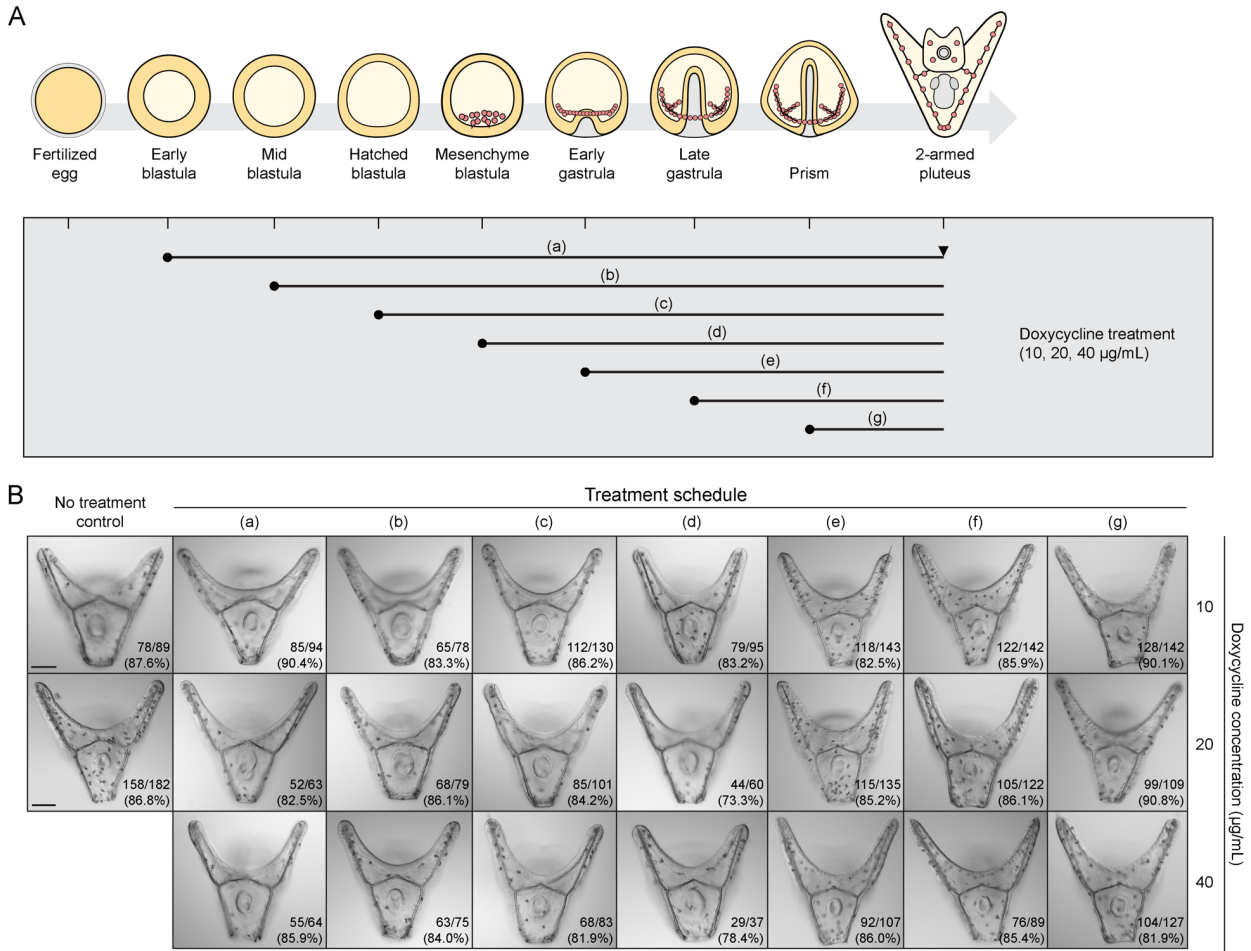 A
Fertilized
egg
Early
blastula
Mid
blastula
Hatched
blastula
Mesenchyme
blastula
Early
gastrula
Late
gastrula
Prism
2-armed
pluteus
(a)
(b)
(c)
(d)
(e)
(f)
(g)
Doxycycline treatment
(10, 20, 40 µg/mL)
B
No treatment
control
Treatment schedule
(a)
(b)
(c)
(d)
(e)
(f)
(g)
78/89
(87.6%)
85/94
(90.4%)
65/78
(83.3%)
112/130
(86.2%)
79/95
(83.2%)
118/143
(82.5%)
122/142
(85.9%)
128/142
(90.1%)
10
158/182
(86.8%)
52/63
(82.5%)
68/79
(86.1%)
85/101
(84.2%)
44/60
(73.3%)
115/135
(85.2%)
105/122
(86.1%)
99/109
(90.8%)
20
55/64
(85.9%)
63/75
(84.0%)
68/83
(81.9%)
29/37
(78.4%)
92/107
(86.0%)
76/89
(85.4%)
104/127
(81.9%)
40
Doxycycline concentration (µg/mL)